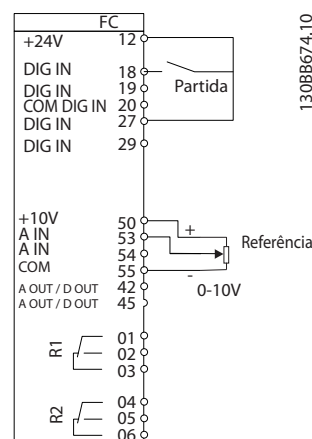 FC
+24V 12
DIG IN 18
DIG IN 19
COM DIG IN 20
DIG IN 27
DIG IN 29
Partida
+10V 50
A IN 53
A IN 54
COM 55
A OUT / D OUT 42
A OUT / D OUT 45
+
-
Referência
0-10V
R1
01
02
03
R2
04
05
06
130BB674.10